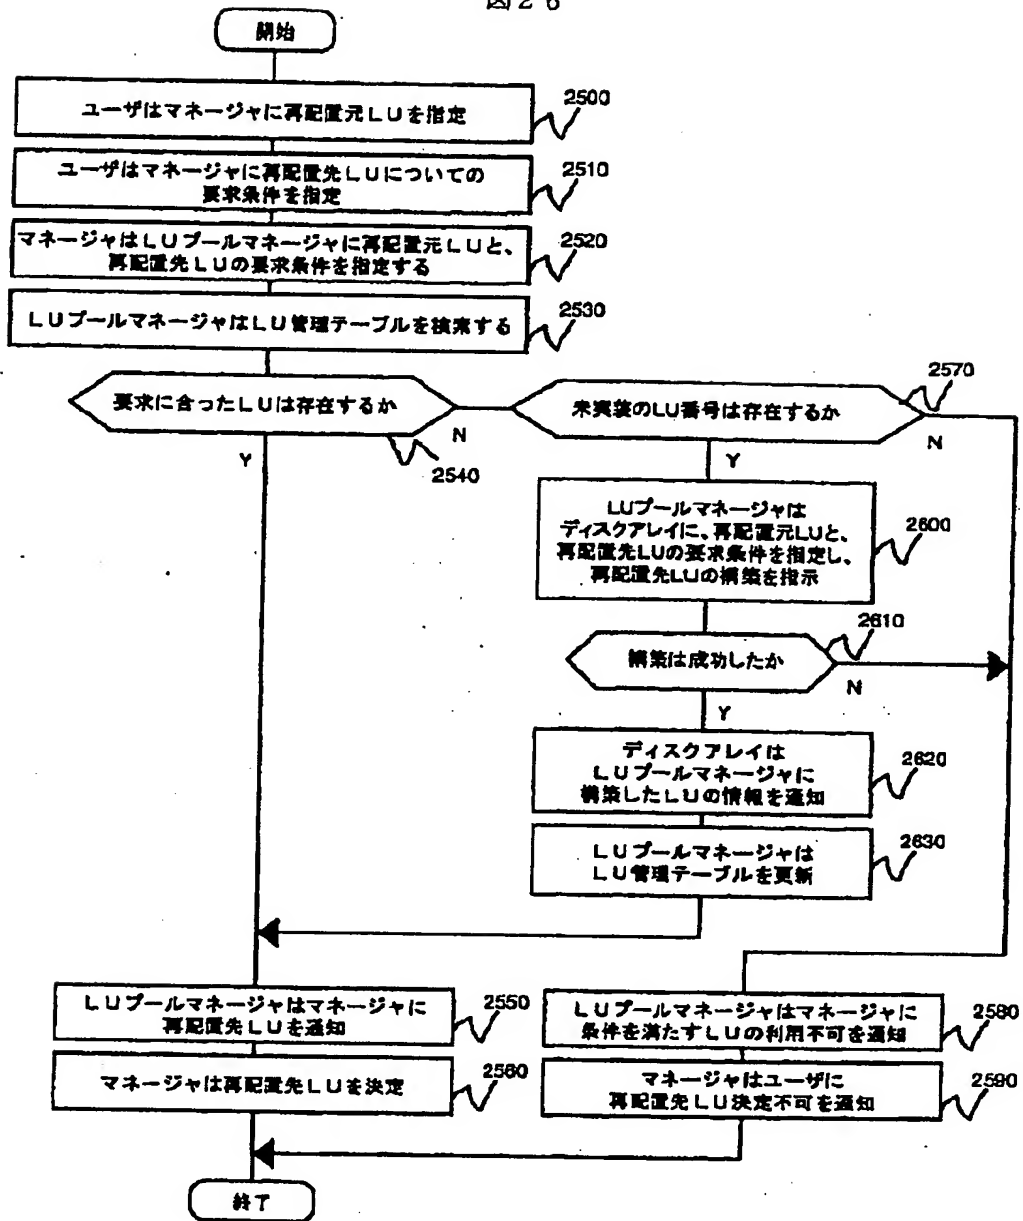 図26
開始
ユーザはマネージャに再配置元LUを指定
2500
ユーザはマネージャに再配置先LUについての
要求条件を指定
2510
マネージャはLUプールマネージャに再配置元LUと、
再配置先LUの要求条件を指定する
2520
LUプールマネージャはLU管理テーブルを検索する
2530
要求に合ったLUは存在するか
N
Y
2540
未実装のLU番号は存在するか
2570
N
Y
LUプールマネージャは
ディスクアレイに、再配置元LUと、
再配置先LUの要求条件を指定し、
再配置先LUの構築を指示
2600
構築は成功したか
2610
N
Y
ディスクアレイは
LUプールマネージャに
構築したLUの情報を通知
2620
LUプールマネージャは
LU管理テーブルを更新
2630
LUプールマネージャはマネージャに
再配置先LUを通知
2550
マネージャは再配置先LUを決定
2560
LUプールマネージャはマネージャに
条件を満たすLUの利用不可を通知
2580
マネージャはユーザに
再配置先LU決定不可を通知
2590
終了